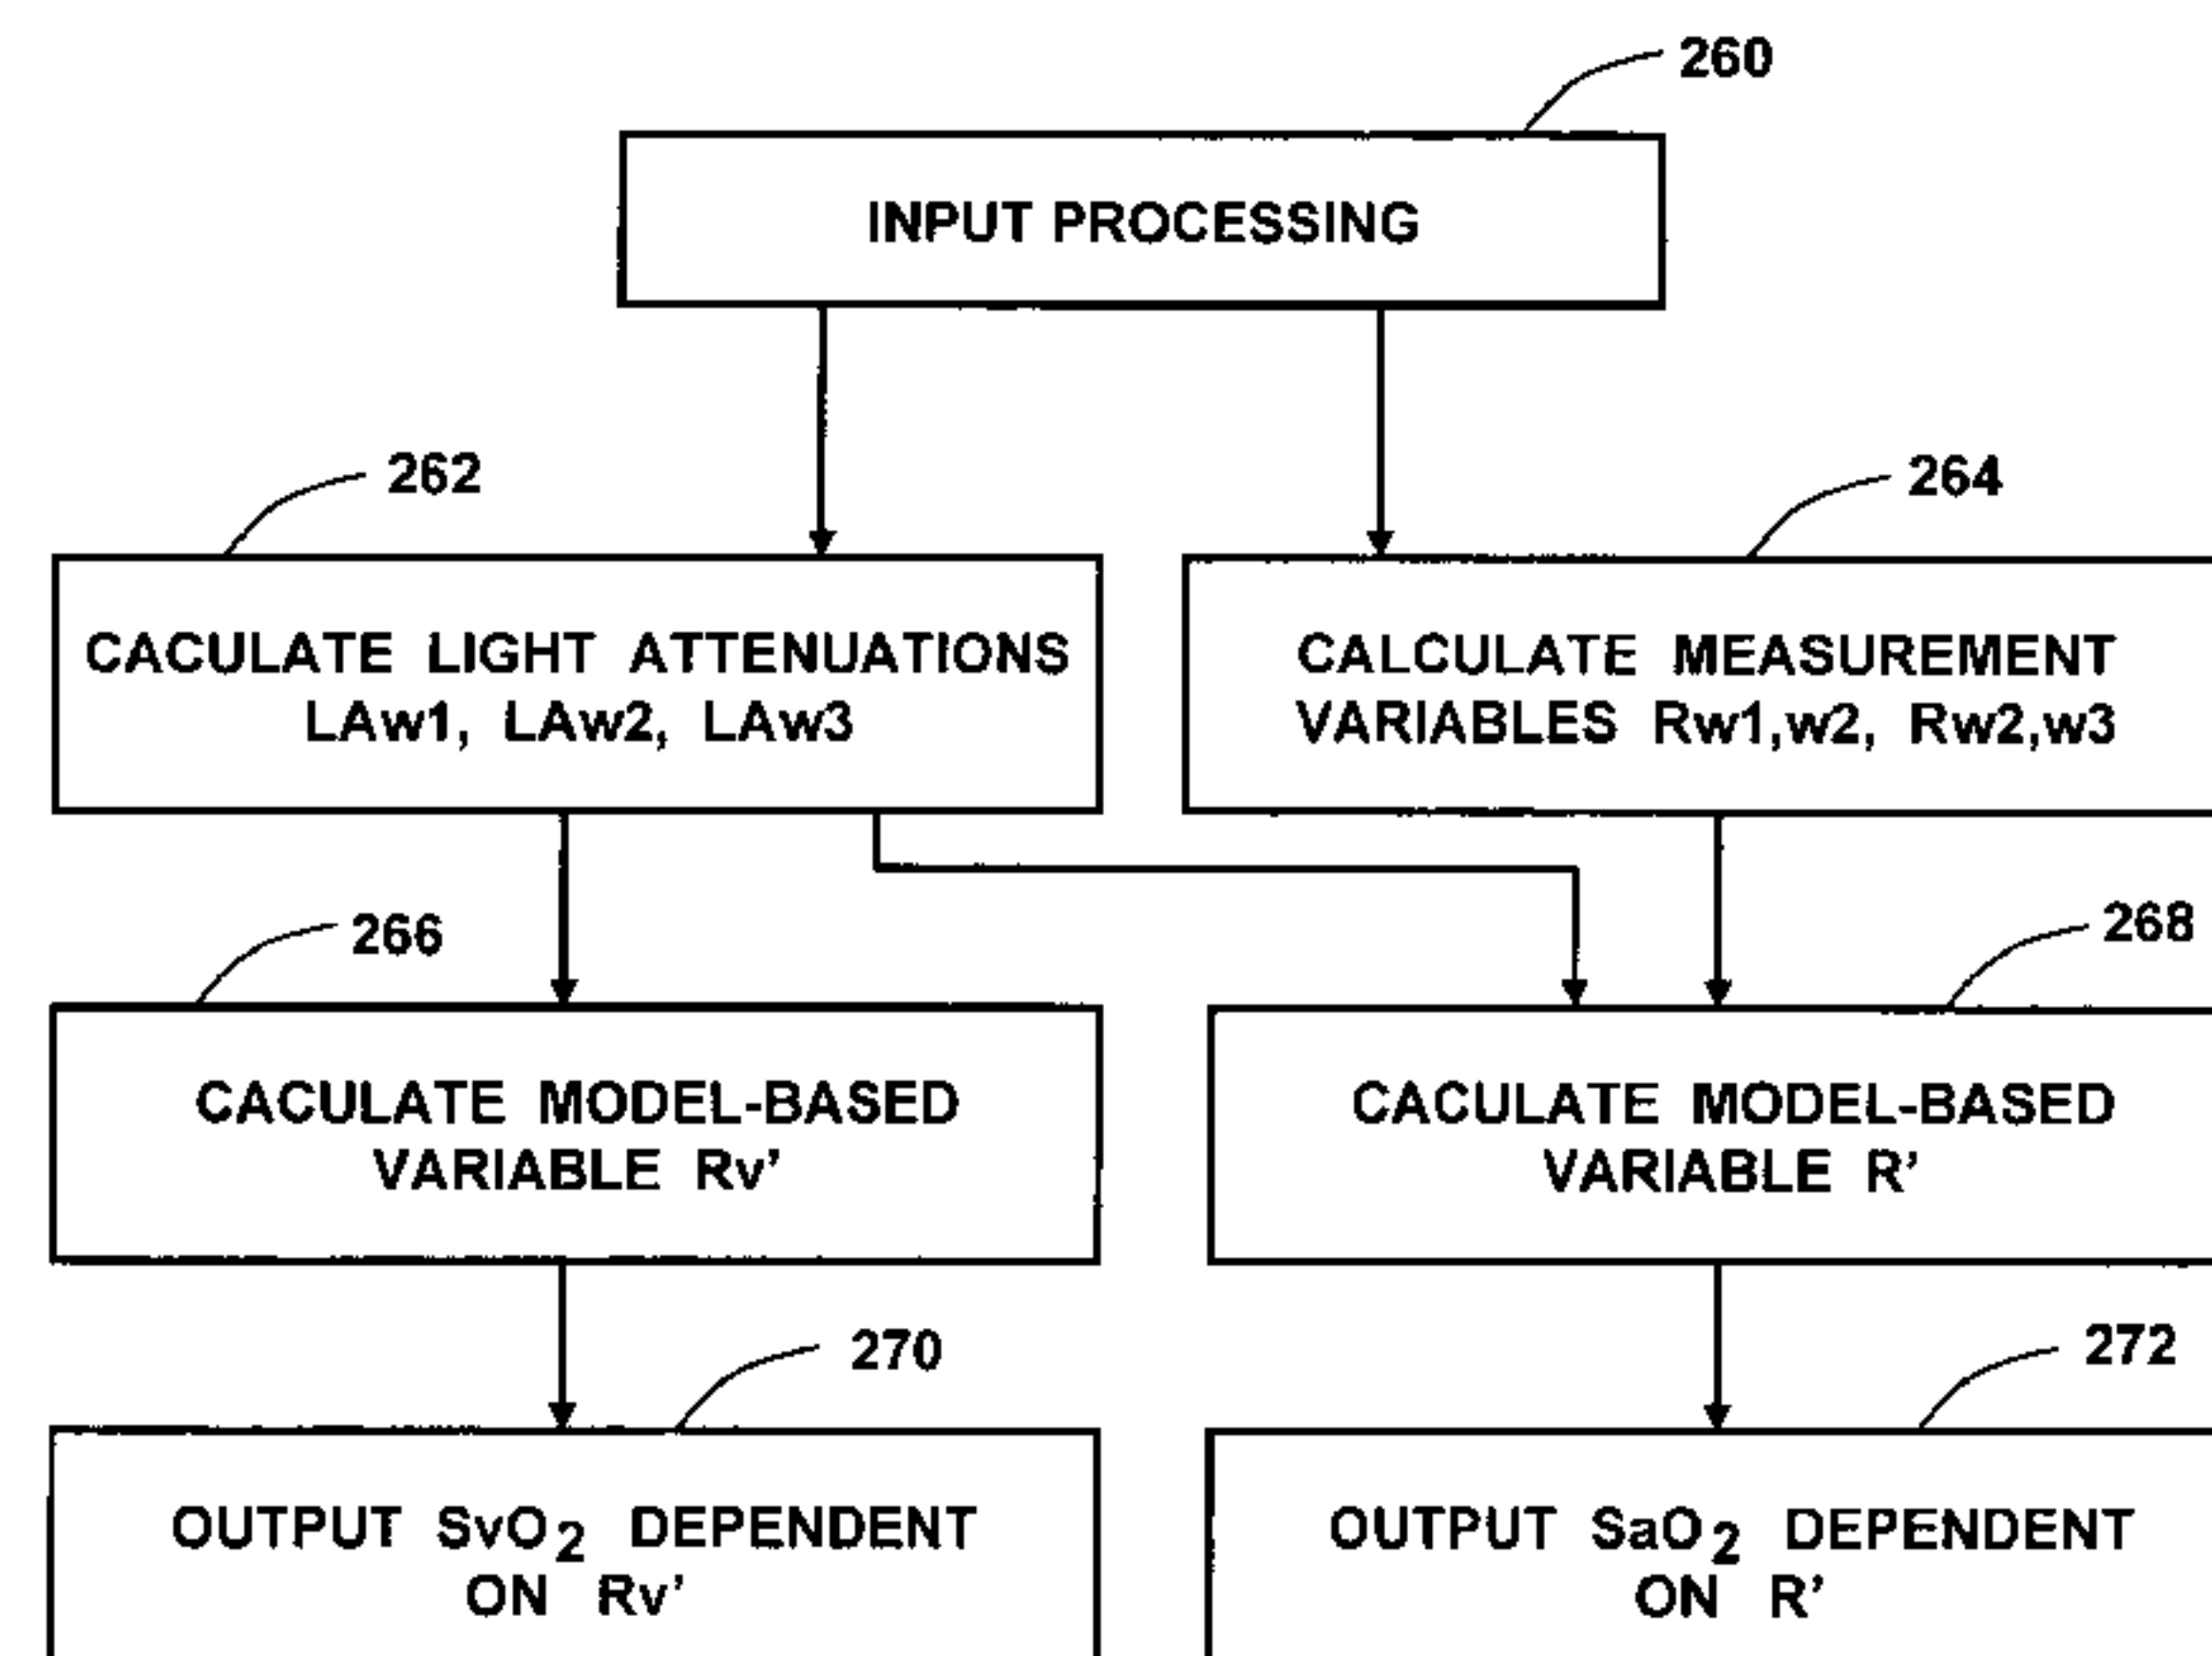 260
INPUT PROCESSING
262
264
CACULATE LIGHT ATTENUATIONS
LAw1, LAw2, LAw3
CALCULATE MEASUREMENT
VARIABLES Rw1,w2, Rw2,w3
266
268
CACULATE MODEL-BASED
VARIABLE Rv’
CACULATE MODEL-BASED
VARIABLE R’
270
272
OUTPUT SvO2 DEPENDENT
ON Rv’
OUTPUT SaO2 DEPENDENT
ON R’